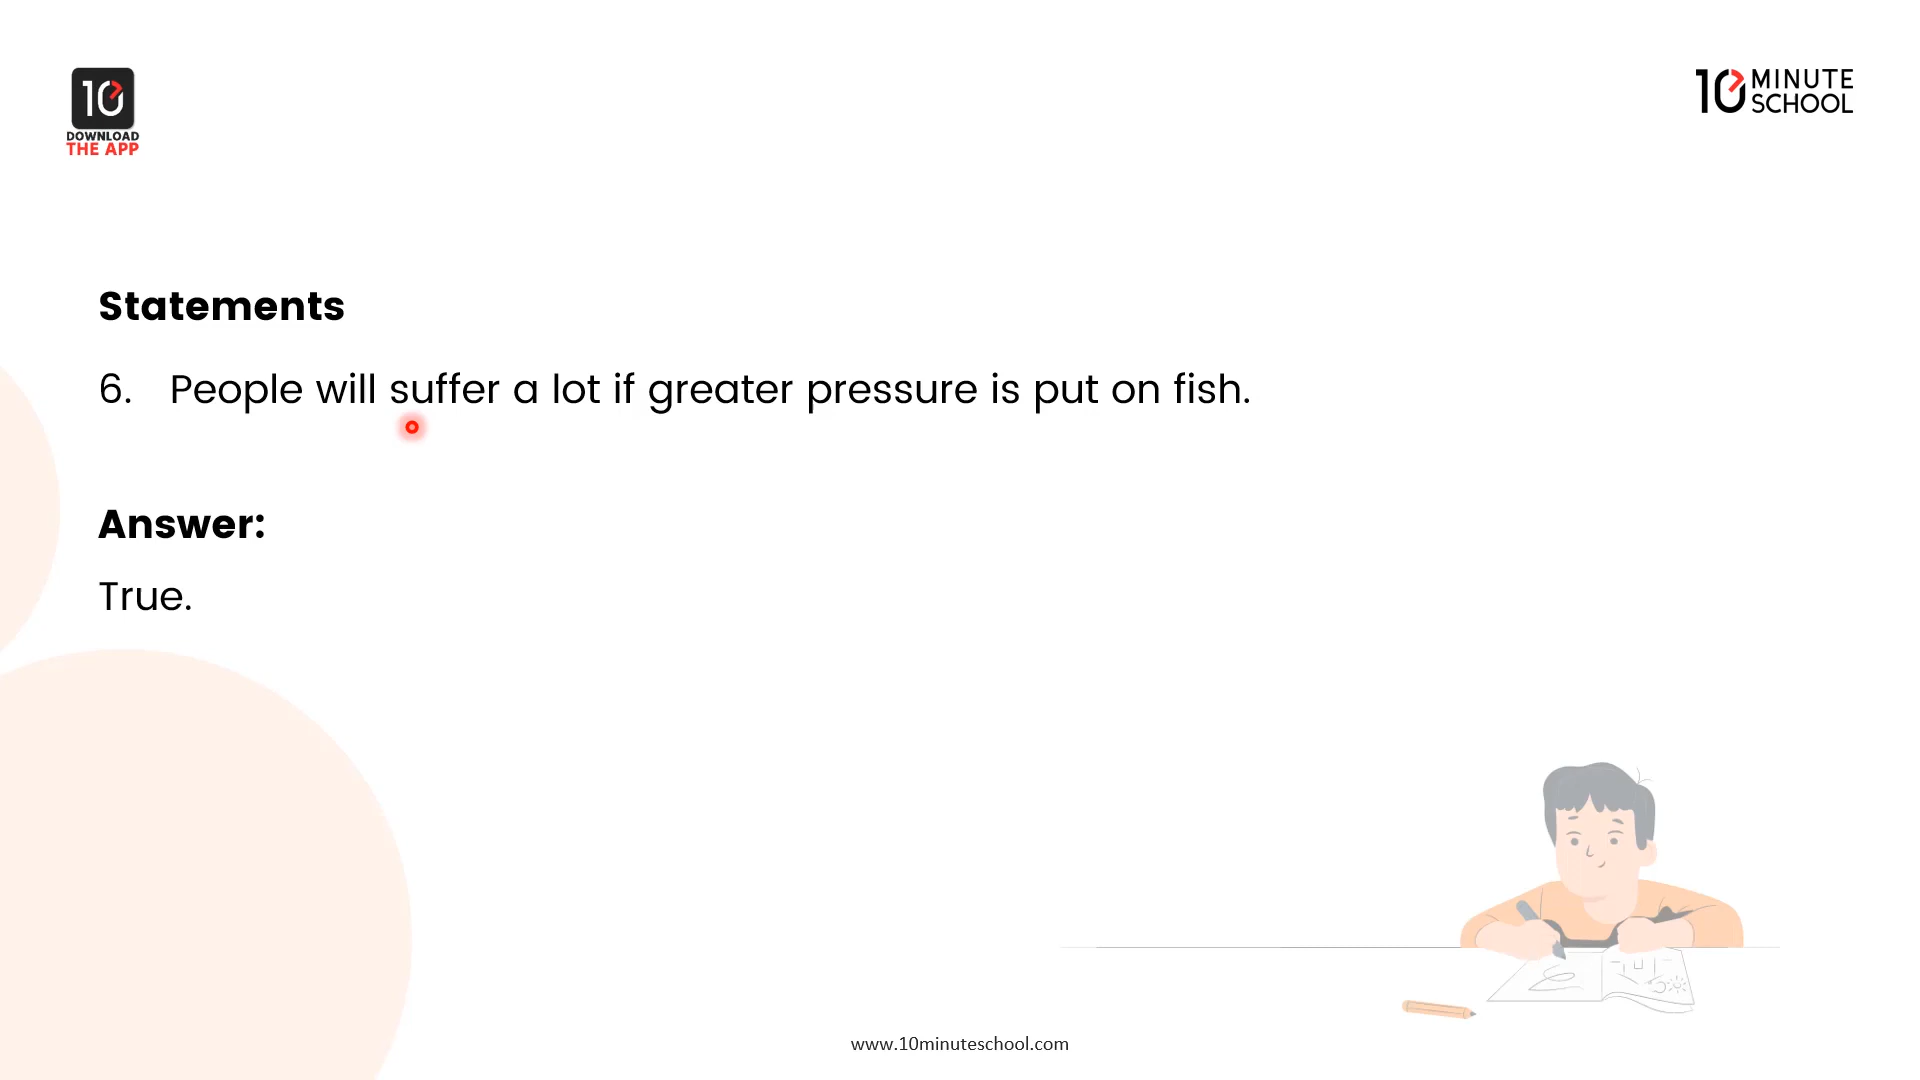 10
DOWNLOAD
THE APP
10 MINUTE
SCHOOL
Statements
6. People will suffer a lot if greater pressure is put on fish.
Answer:
True.
www.10minuteschool.com